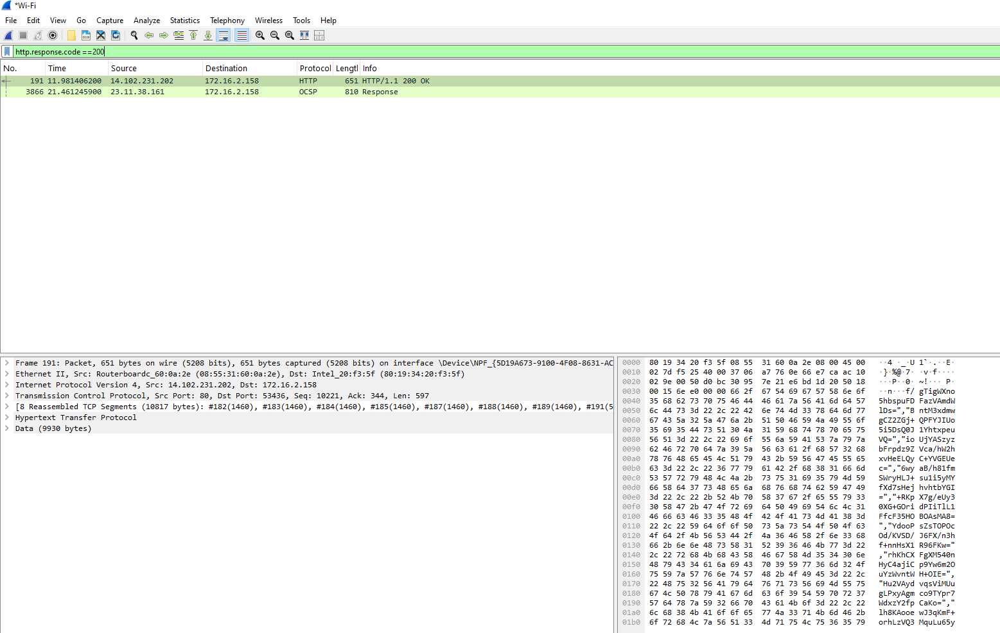 *Wi-Fi
File Edit View Go Capture Analyze Statistics Telephony Wireless Tools Help
http.response.code ==200
No. Time Source Destination Protocol Lengtl Info
191 11.981406200 14.102.231.202 172.16.2.158 HTTP 651 HTTP/1.1 200 OK
3866 21.461245900 23.11.38.161 172.16.2.158 OCSP 810 Response
Frame 191: Packet, 651 bytes on wire (5208 bits), 651 bytes captured (5208 bits) on interface \Device\NPF_{5D19A673-9100-4F08-8631-AC
Ethernet II, Src: Routerboardc_60:0a:2e (08:55:31:60:0a:2e), Dst: Intel_20:f3:5f (80:19:34:20:f3:5f)
Internet Protocol Version 4, Src: 14.102.231.202, Dst: 172.16.2.158
Transmission Control Protocol, Src Port: 80, Dst Port: 53436, Seq: 10221, Ack: 344, Len: 597
[8 Reassembled TCP Segments (10817 bytes): #182(1460), #183(1460), #184(1460), #185(1460), #187(1460), #188(1460), #189(1460), #191(5
Hypertext Transfer Protocol
Data (9930 bytes)
0000 80 19 34 20 f3 5f 08 55 31 60 0a 2e 08 00 45 00 ··4 ·_·U 1`·.··E·
0010 02 7d f5 25 40 00 37 06 a7 76 0e 66 e7 ca ac 10 ·}·%@·7· ·v·f····
0020 02 9e 00 50 d0 bc 30 95 7e 21 e6 bd 1d 20 50 18 ···P··0· ~!··· P·
0030 00 15 6e e0 00 00 66 2f 67 54 69 67 57 58 6e 6f ··n···f/ gTigWXno
0040 35 68 62 73 70 75 46 44 46 61 7a 56 41 6d 64 57 5hbspuFD FazVAmdW
0050 6c 44 73 3d 22 2c 22 42 6e 74 4d 33 78 64 6d 77 lDs=","B ntM3xdmw
0060 67 43 5a 32 5a 47 6a 2b 51 50 46 59 4a 49 55 6f gCZ2ZGj+ QPFYJIUo
0070 35 69 35 44 73 51 30 4a 31 59 68 74 78 70 65 75 5i5DsQ0J 1Yhtxpeu
0080 56 51 3d 22 2c 22 69 6f 55 6a 59 41 53 7a 79 7a VQ=","io UjYASzyz
0090 62 46 72 70 64 7a 39 5a 56 63 61 2f 68 57 32 68 bFrpdz9Z Vca/hW2h
00a0 78 76 48 65 45 4c 51 79 43 2b 59 56 47 45 55 65 xvHeELQy C+YVGEUe
00b0 63 3d 22 2c 22 36 77 79 61 42 2f 68 38 31 66 6d c=","6wy aB/h81fm
00c0 53 57 72 79 48 4c 4a 2b 73 75 31 69 35 79 4d 59 SWryHLJ+ su1i5yMY
00d0 66 58 64 37 73 48 65 6a 68 76 68 74 62 59 47 49 fXd7sHej hvhtbYGI
00e0 3d 22 2c 22 2b 52 4b 70 58 37 67 2f 65 55 79 33 =","+RKp X7g/eUy3
00f0 30 58 47 2b 47 4f 72 69 64 50 49 69 54 6c 4c 31 0XG+GOri dPIiTlL1
0100 46 66 63 46 33 35 48 4f 42 4f 41 73 4d 41 38 3d FfcF35HO BOAsMA8=
0110 22 2c 22 59 64 6f 6f 50 73 5a 73 54 4f 50 4f 63 ","YdooP sZsTOPOc
0120 4f 64 2f 4b 56 53 44 2f 4a 36 46 58 2f 6e 33 68 Od/KVSD/ J6FX/n3h
0130 66 2b 6e 6e 48 73 58 31 52 39 36 46 4b 77 3d 22 f+nnHsX1 R96FKw="
0140 2c 22 72 68 4b 68 43 58 46 67 58 4d 35 34 30 6e ,"rhKhCX FgXM540n
0150 48 79 43 34 61 6a 69 43 70 39 59 77 36 6d 32 4f HyC4ajiC p9Yw6m2O
0160 75 59 7a 57 76 6e 74 57 48 2b 4f 49 45 3d 22 2c uYzWvntW H+OIE=",
0170 22 48 75 32 56 41 79 64 76 71 73 56 69 4d 55 75 "Hu2VAyd vqsViMUu
0180 67 4c 50 78 79 41 67 6d 63 6f 39 54 59 70 72 37 gLPxyAgm co9TYpr7
0190 57 64 78 7a 59 32 66 70 43 61 4b 6f 3d 22 2c 22 WdxzY2fp CaKo=","
01a0 6c 68 38 4b 41 6f 6f 65 77 4a 33 71 4b 6d 46 2b lh8KAooe wJ3qKmF+
01b0 6f 72 68 4c 7a 56 51 33 4d 71 75 4c 75 36 35 79 orhLzVQ3 MquLu65y